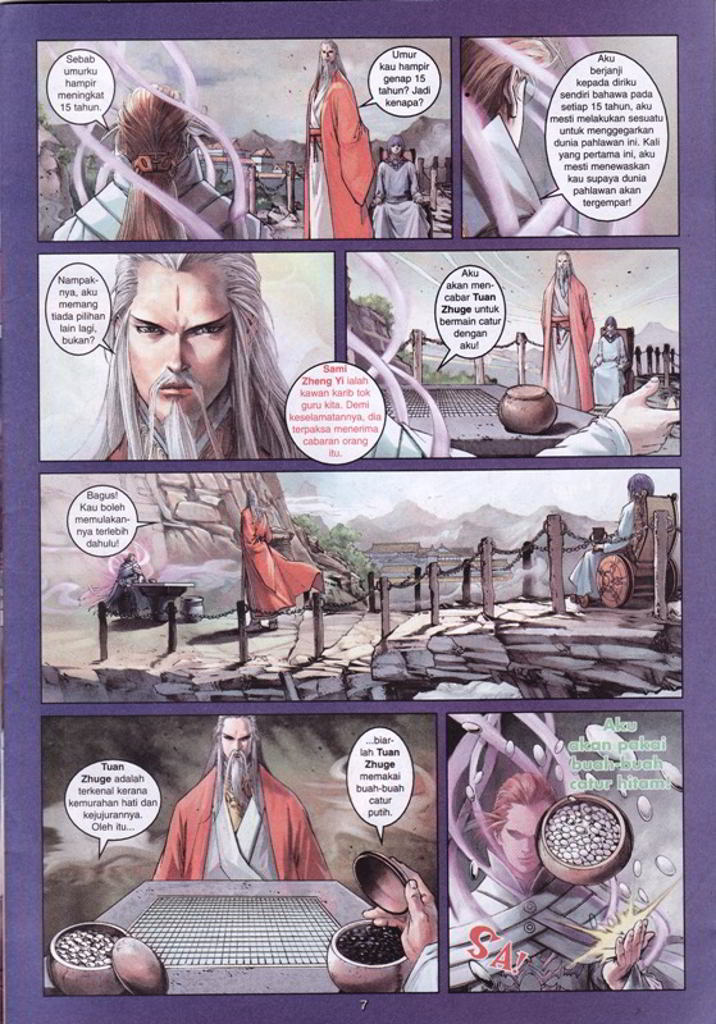 Sebab
umurku
hampir
meningkat
15 tahun.
Umur
kau hampir
genap 15
tahun? Jadi
kenapa?
Aku
berjanji
kepada diriku
sendiri bahawa pada
setiap 15 tahun, aku
mesti melakukan sesuatu
untuk menggegarkan
dunia pahlawan ini. Kali
yang pertama ini, aku
mesti menewaskan
kau supaya dunia
pahlawan akan
tergempar!
Nampak-
nya, aku
memang
tiada pilihan
lain lagi,
bukan?
Sami
Zheng Yi ialah
kawan karib tok
guru kita. Demi
keselamatannya, dia
terpaksa menerima
cabaran orang
itu.
Aku
akan men-
cabar Tuan
Zhuge untuk
bermain catur
dengan
aku!
Bagus!
Kau boleh
memulakan-
nya terlebih
dahulu!
Tuan
Zhuge adalah
terkenal kerana
kemurahan hati dan
kejujurannya.
Oleh itu...
...biar-
lah Tuan
Zhuge
memakai
buah-buah
catur
putih.
Aku
akan pakai
buah-buah
catur hitam!
SA!
7